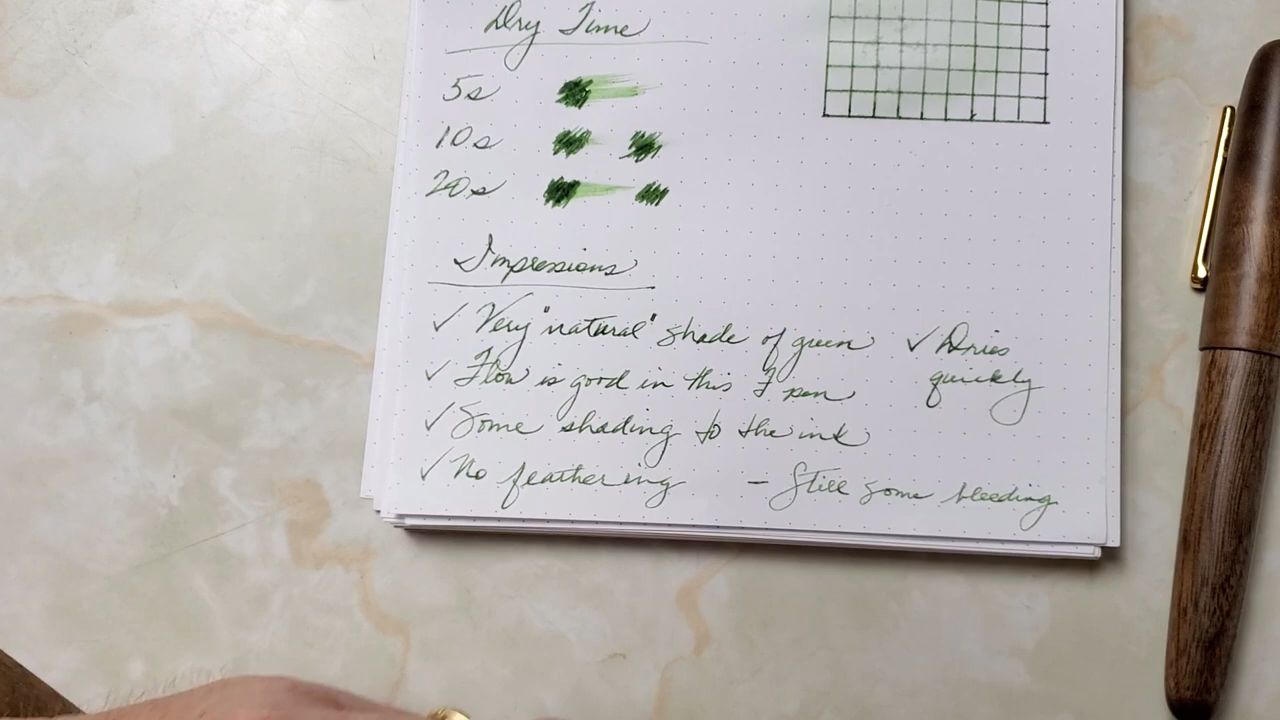 Dry Time
5s
10s
20s
Impressions
✓ Very "natural" shade of green
✓ Dries
quickly
✓ Flow is good in this F pen
✓ Some shading to the ink
✓ No feathering
– Still some bleeding